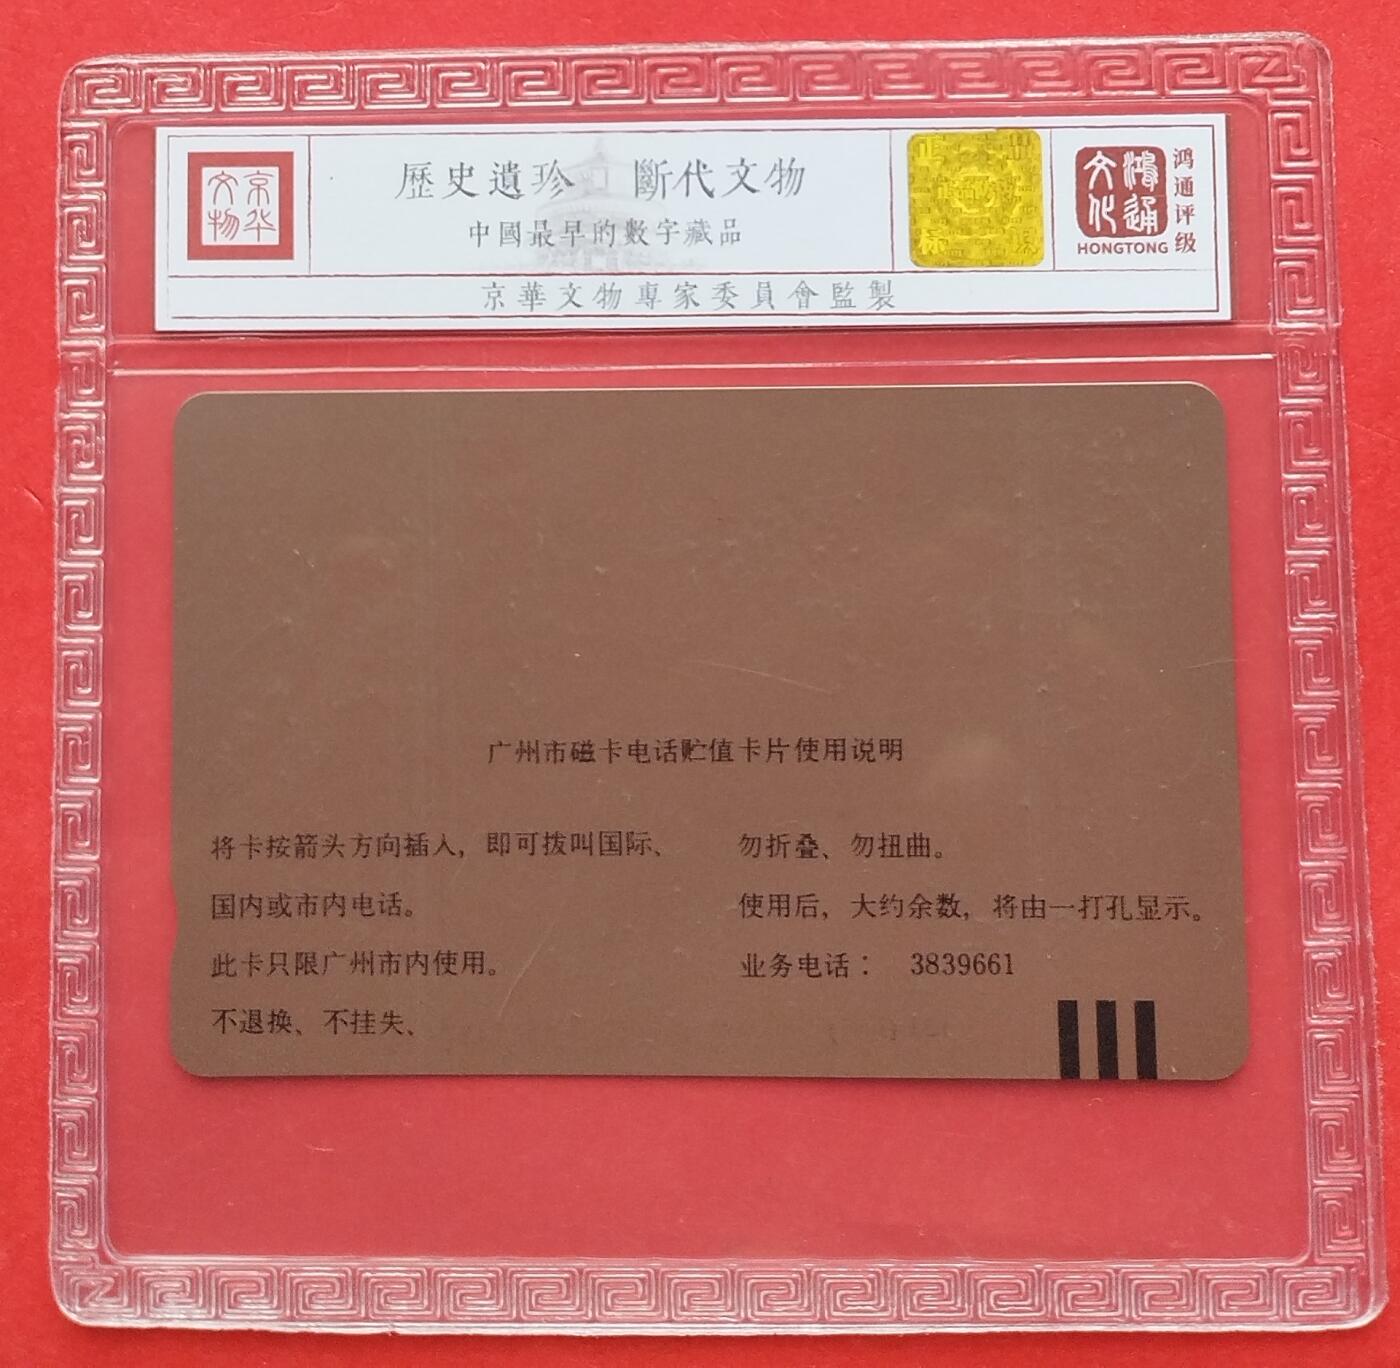 京华
文物
歷史遺珍 斷代文物
中國最早的數字藏品
京華文物專家委員會監製
鸿通
文化
HONGTONG
鸿通评级
广州市磁卡电话贮值卡片使用说明
将卡按箭头方向插入，即可拨叫国际、
国内或市内电话。
此卡只限广州市内使用。
不退换、不挂失、
勿折叠、勿扭曲。
使用后，大约余数，将由一打孔显示。
业务电话： 3839661